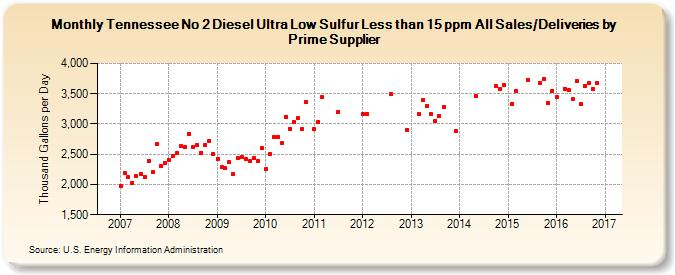 Monthly Tennessee No 2 Diesel Ultra Low Sulfur Less than 15 ppm All Sales/Deliveries by
Prime Supplier
Thousand Gallons per Day
4,000
3,500
3,000
2,500
2,000
1,500
2007 2008 2009 2010 2011 2012 2013 2014 2015 2016 2017
Source: U.S. Energy Information Administration